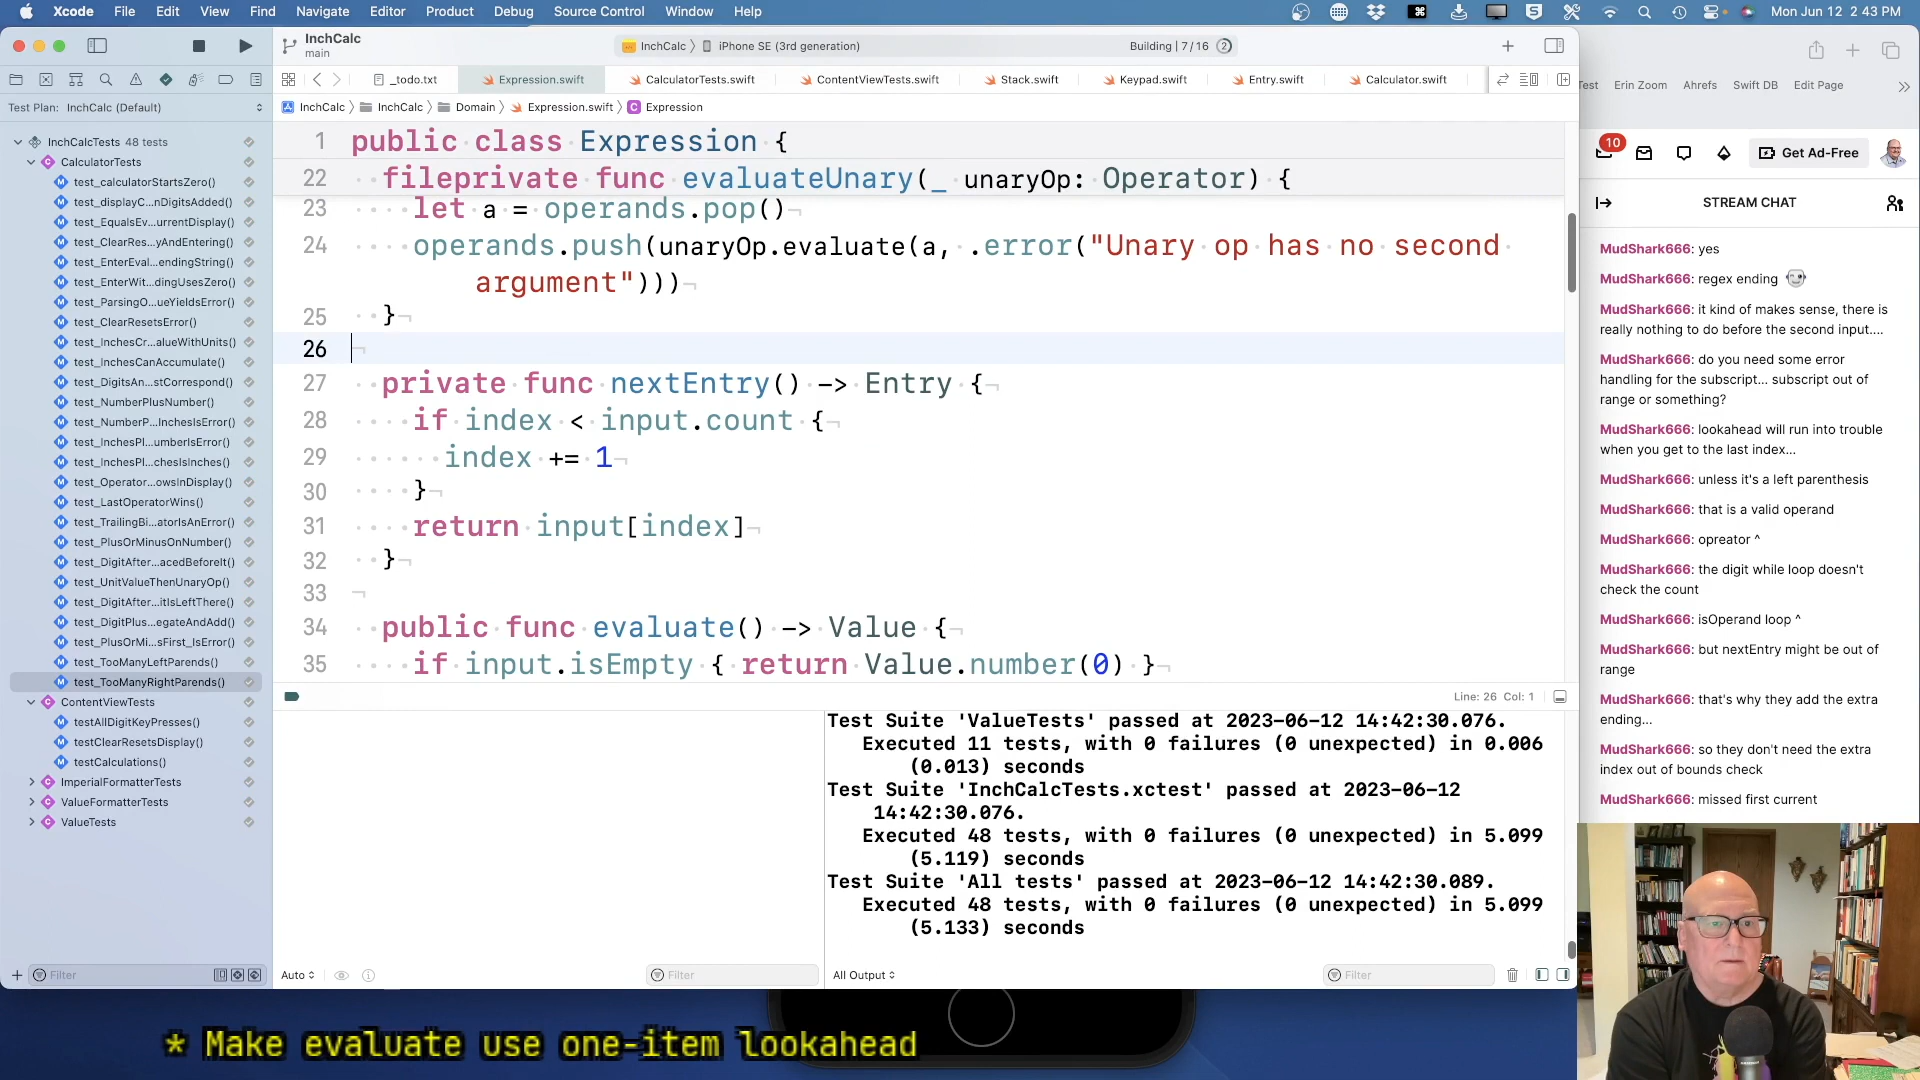 Xcode File Edit View Find Navigate Editor Product Debug Source Control Window Help Mon Jun 12 2:43 PM
InchCalc
main
InchCalc iPhone SE (3rd generation) Building | 7/16 2
_todo.txt Expression.swift CalculatorTests.swift ContentViewTests.swift Stack.swift Keypad.swift Entry.swift Calculator.swift
Test Plan: InchCalc (Default)
InchCalc InchCalc Domain Expression.swift C Expression
InchCalcTests 48 tests
CalculatorTests
test_calculatorStartsZero()
test_displayC...nDigitsAdded()
test_EqualsEv...urrentDisplay()
test_ClearRes...yAndEntering()
test_EnterEval...endingString()
test_EnterWit...dingUsesZero()
test_ParsingO...ueYieldsError()
test_ClearResetsError()
test_InchesCr...alueWithUnits()
test_InchesCanAccumulate()
test_DigitsAn...stCorrespond()
test_NumberPlusNumber()
test_NumberP...InchesIsError()
test_InchesPl...umberIsError()
test_InchesPl...chesIsInches()
test_Operator...owsInDisplay()
test_LastOperatorWins()
test_TrailingBi...atorIsAnError()
test_PlusOrMinusOnNumber()
test_DigitAfter...acedBeforeIt()
test_UnitValueThenUnaryOp()
test_DigitAfter...itIsLeftThere()
test_DigitPlus...egateAndAdd()
test_PlusOrMi...sFirst_IsError()
test_TooManyLeftParends()
test_TooManyRightParends()
ContentViewTests
testAllDigitKeyPresses()
testClearResetsDisplay()
testCalculations()
ImperialFormatterTests
ValueFormatterTests
ValueTests
Filter
1 public class Expression {
22 fileprivate func evaluateUnary(_ unaryOp: Operator) {
23 let a = operands.pop()
24 operands.push(unaryOp.evaluate(a, .error("Unary op has no second
argument")))
25 }
26
27 private func nextEntry() -> Entry {
28 if index < input.count {
29 index += 1
30 }
31 return input[index]
32 }
33
34 public func evaluate() -> Value {
35 if input.isEmpty { return Value.number(0) }
Line: 26 Col: 1
Test Suite 'ValueTests' passed at 2023-06-12 14:42:30.076.
Executed 11 tests, with 0 failures (0 unexpected) in 0.006
(0.013) seconds
Test Suite 'InchCalcTests.xctest' passed at 2023-06-12
14:42:30.076.
Executed 48 tests, with 0 failures (0 unexpected) in 5.099
(5.119) seconds
Test Suite 'All tests' passed at 2023-06-12 14:42:30.089.
Executed 48 tests, with 0 failures (0 unexpected) in 5.099
(5.133) seconds
Auto Filter All Output Filter
Erin Zoom Ahrefs Swift DB Edit Page
10 Get Ad-Free
STREAM CHAT
MudShark666: yes
MudShark666: regex ending
MudShark666: it kind of makes sense, there is
really nothing to do before the second input....
MudShark666: do you need some error
handling for the subscript... subscript out of
range or something?
MudShark666: lookahead will run into trouble
when you get to the last index...
MudShark666: unless it's a left parenthesis
MudShark666: that is a valid operand
MudShark666: opreator ^
MudShark666: the digit while loop doesn't
check the count
MudShark666: isOperand loop ^
MudShark666: but nextEntry might be out of
range
MudShark666: that's why they add the extra
ending...
MudShark666: so they don't need the extra
index out of bounds check
MudShark666: missed first current
* Make evaluate use one-item lookahead